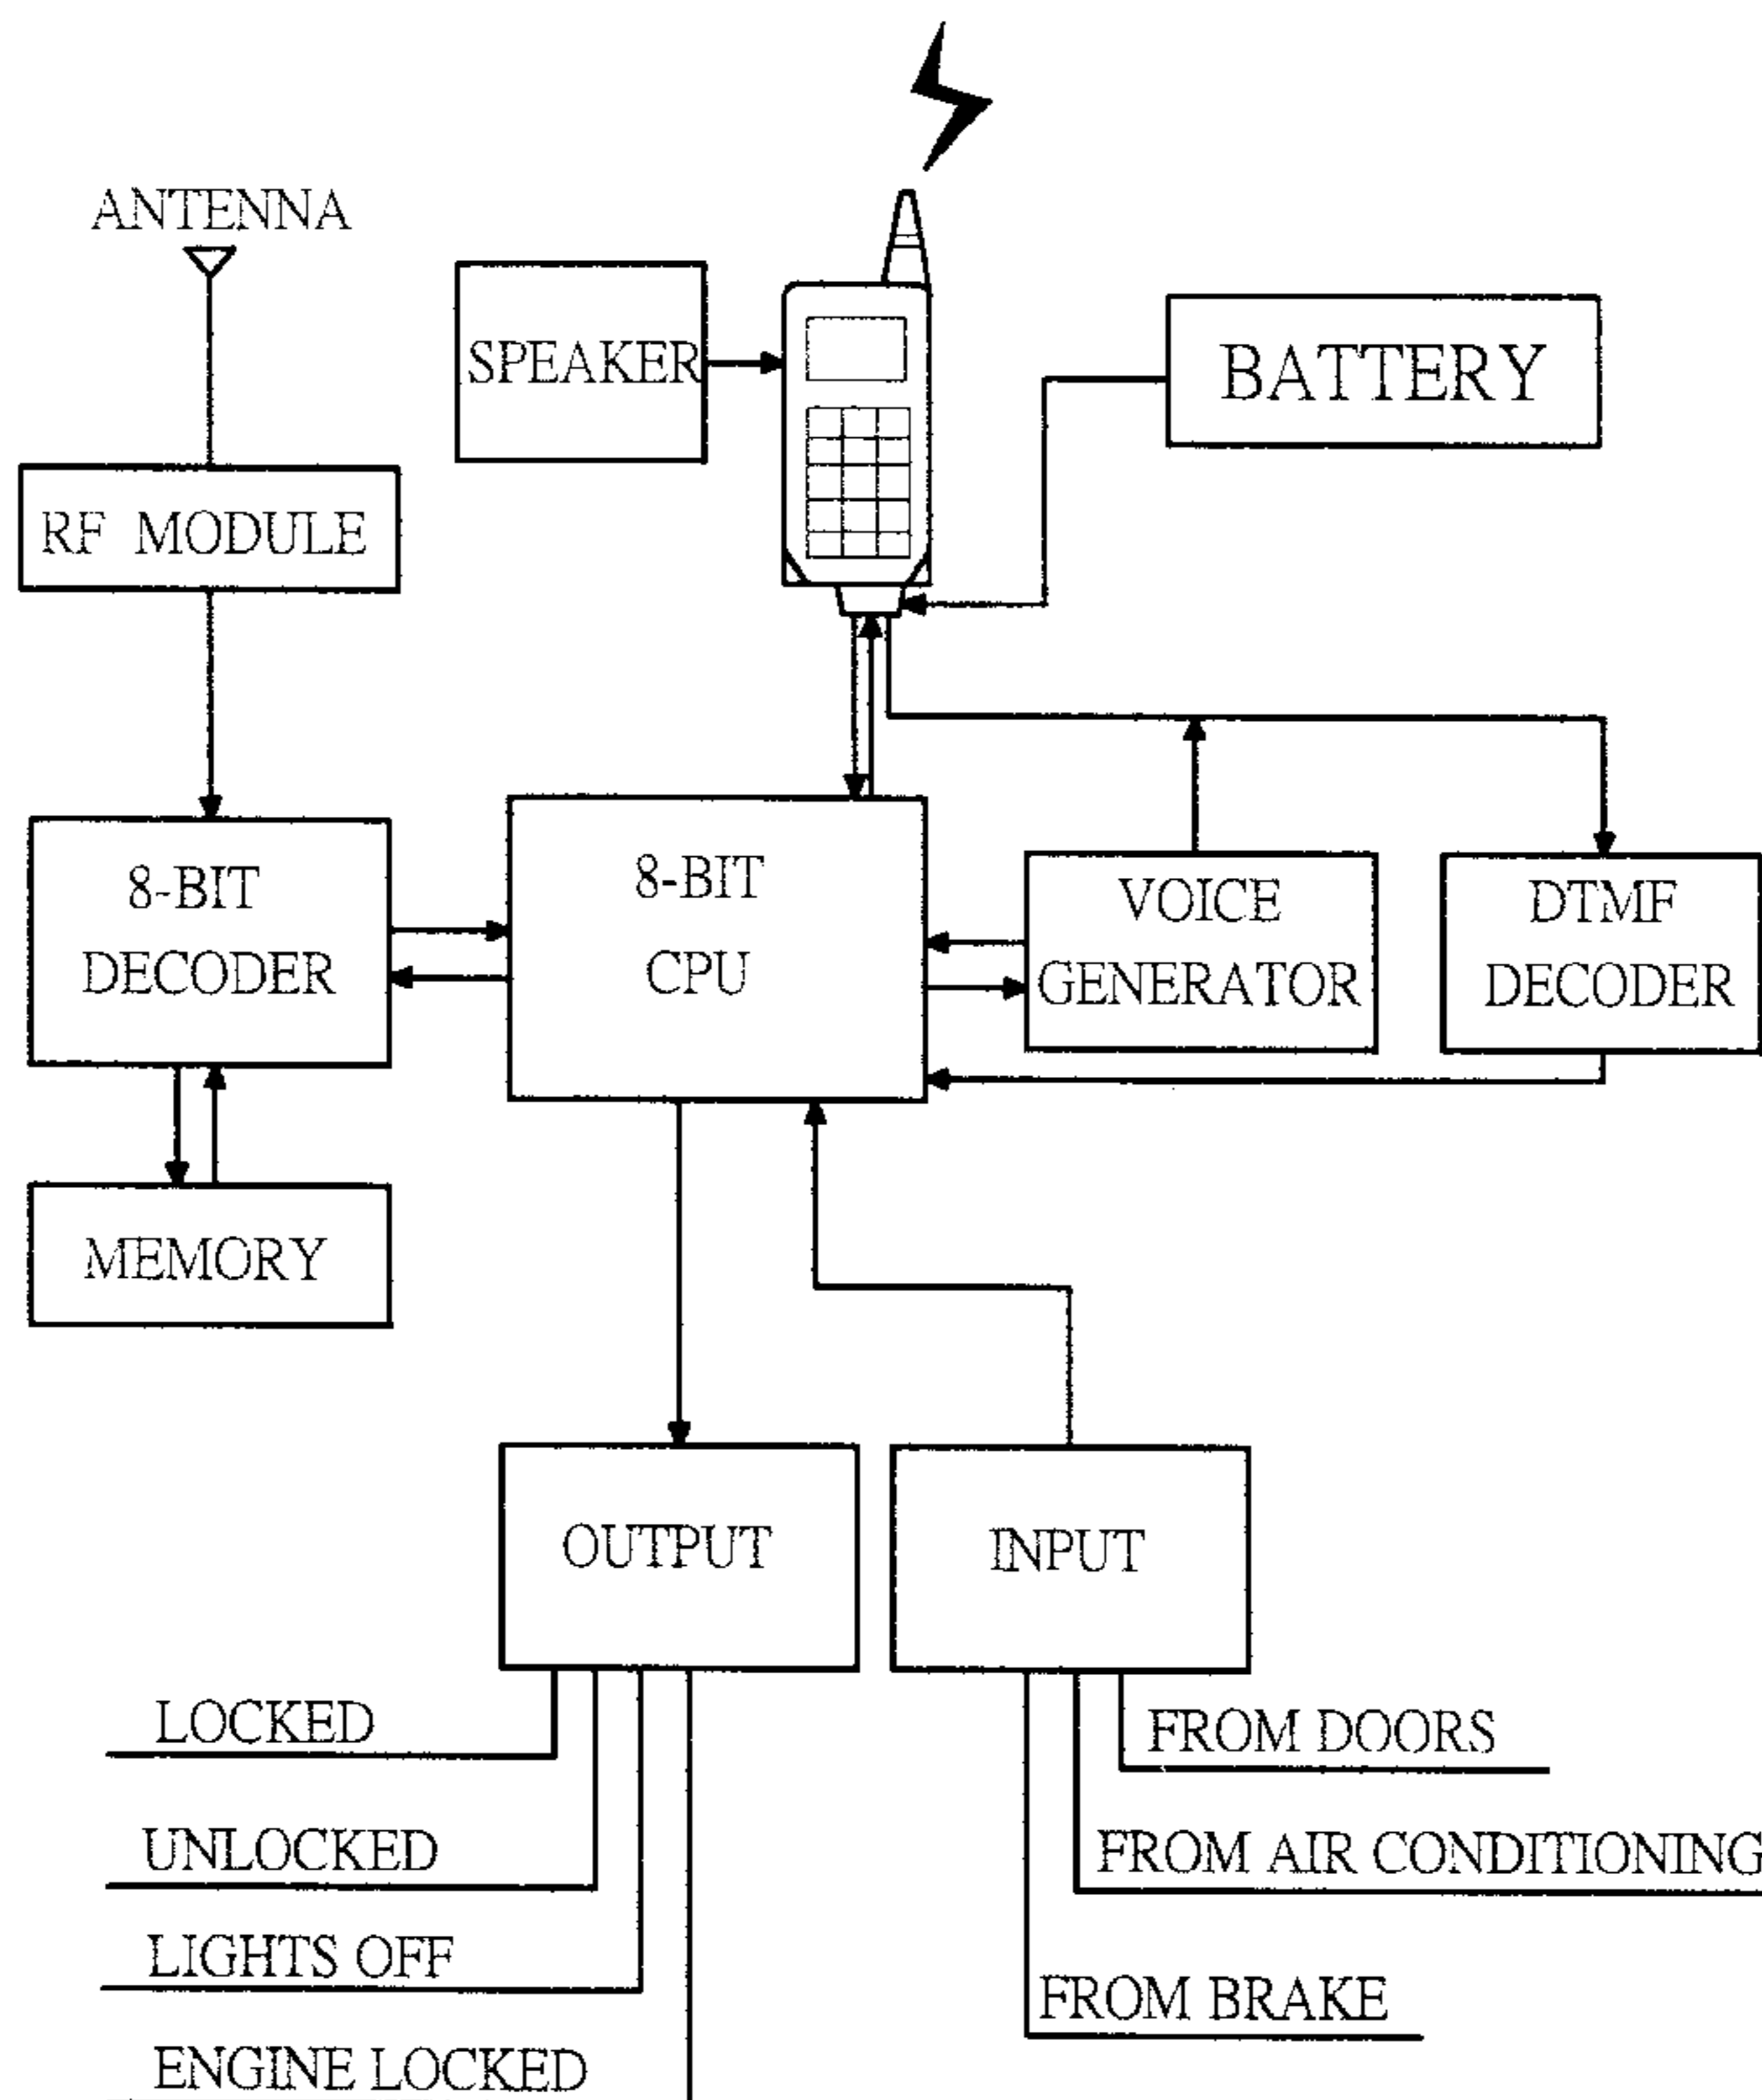 ANTENNA
SPEAKER
BATTERY
RF MODULE
8-BIT
DECODER
8-BIT
CPU
VOICE
GENERATOR
DTMF
DECODER
MEMORY
OUTPUT
INPUT
LOCKED
UNLOCKED
LIGHTS OFF
ENGINE LOCKED
FROM DOORS
FROM AIR CONDITIONING
FROM BRAKE